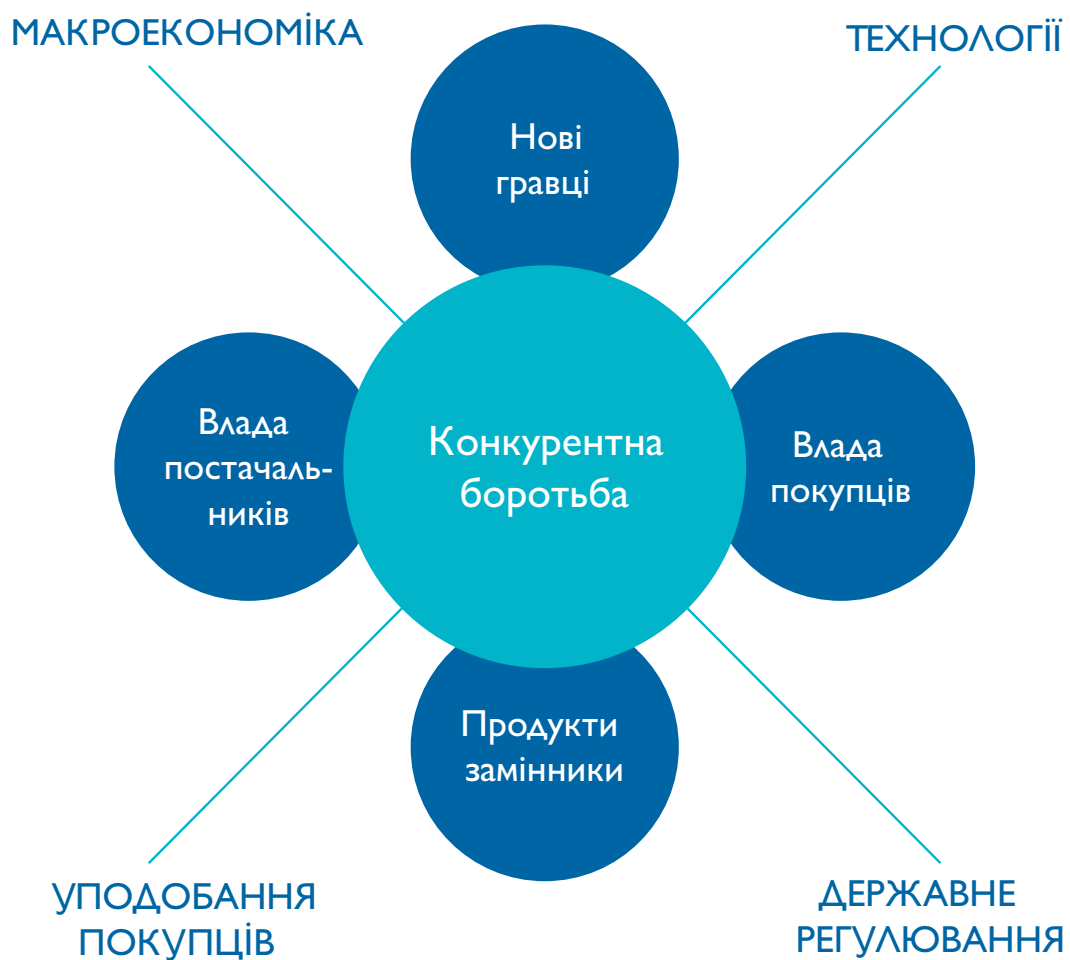 МАКРОЕКОНОМІКА
ТЕХНОЛОГІЇ
Нові
гравці
Влада
постачаль-
ників
Конкурентна
боротьба
Влада
покупців
Продукти
замінники
УПОДОБАННЯ
ПОКУПЦІВ
ДЕРЖАВНЕ
РЕГУЛЮВАННЯ